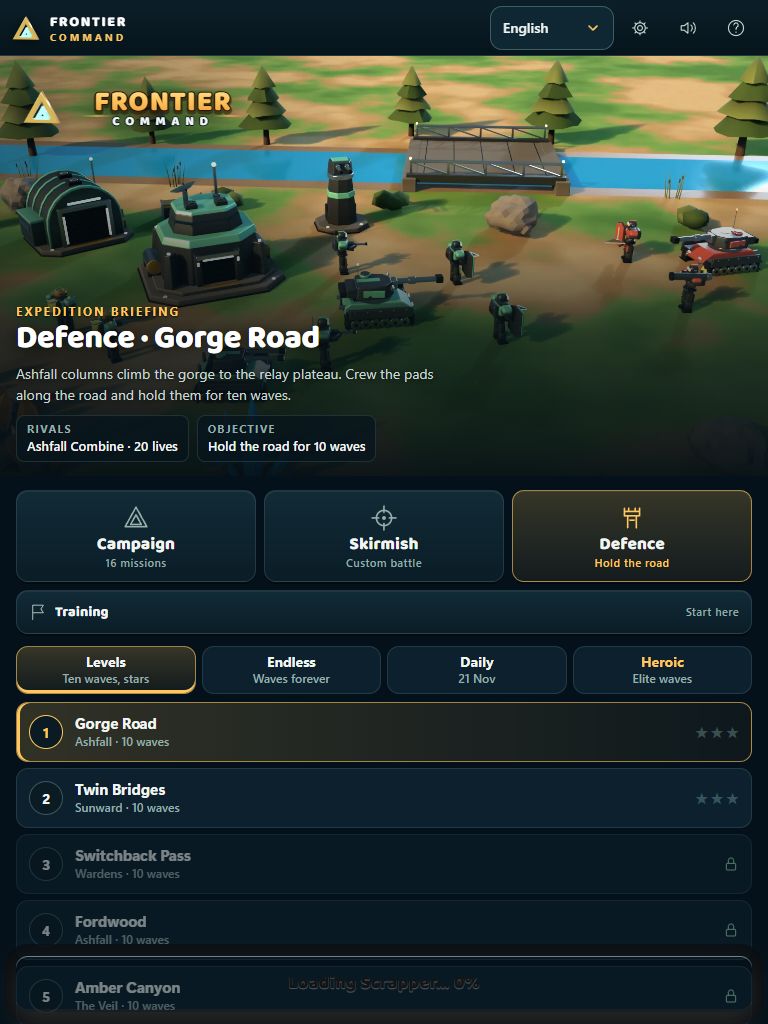 FRONTIER
COMMAND
English
FRONTIER
COMMAND
EXPEDITION BRIEFING
Defence · Gorge Road
Ashfall columns climb the gorge to the relay plateau. Crew the pads
along the road and hold them for ten waves.
RIVALS
Ashfall Combine · 20 lives
OBJECTIVE
Hold the road for 10 waves
Campaign
16 missions
Skirmish
Custom battle
Defence
Hold the road
Training
Start here
Levels
Ten waves, stars
Endless
Waves forever
Daily
21 Nov
Heroic
Elite waves
1
Gorge Road
Ashfall · 10 waves
2
Twin Bridges
Sunward · 10 waves
3
Switchback Pass
Wardens · 10 waves
4
Fordwood
Ashfall · 10 waves
Loading Scrapper... 0%
5
Amber Canyon
The Veil · 10 waves